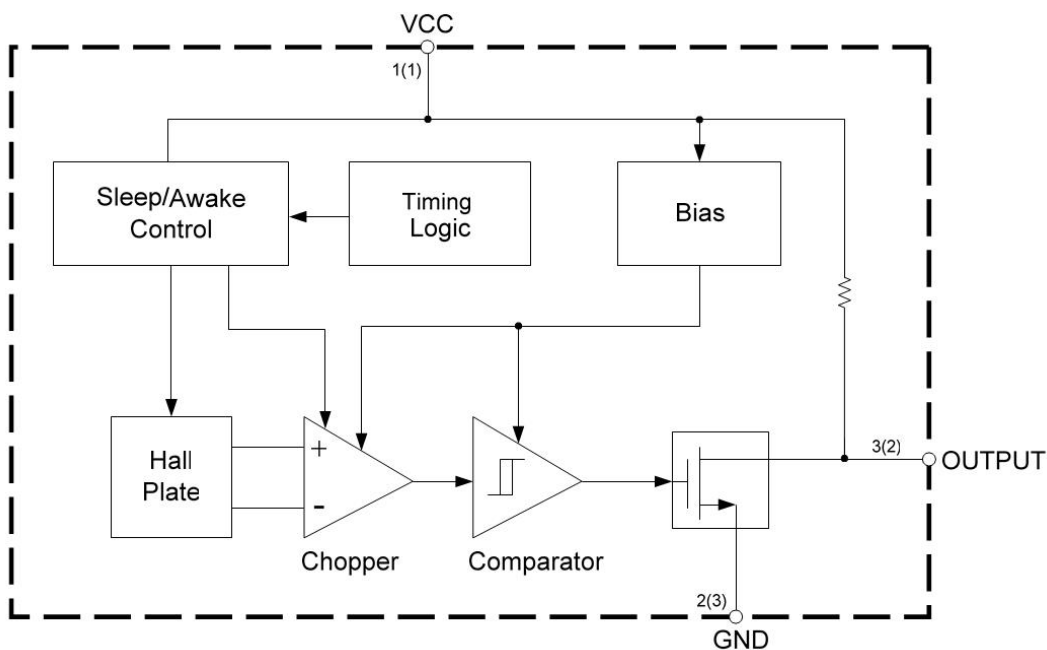 VCC
1(1)
Sleep/Awake
Control
Timing
Logic
Bias
Hall
Plate
+
-
Chopper
Comparator
3(2)
OUTPUT
2(3)
GND